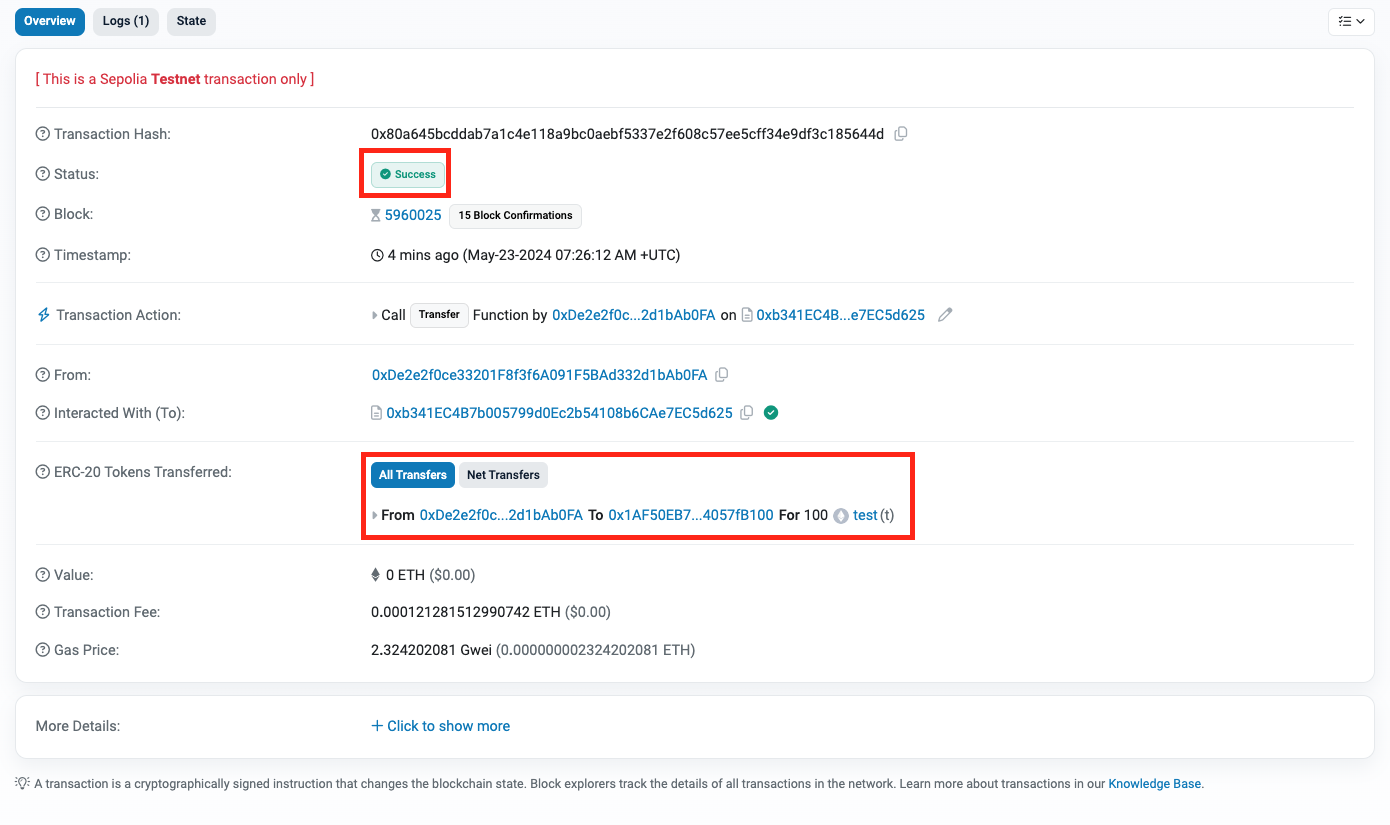 Overview Logs (1) State
[ This is a Sepolia Testnet transaction only ]
Transaction Hash: 0x80a645bcddab7a1c4e118a9bc0aebf5337e2f608c57ee5cff34e9df3c185644d
Status: Success
Block: 5960025 15 Block Confirmations
Timestamp: 4 mins ago (May-23-2024 07:26:12 AM +UTC)
Transaction Action: Call Transfer Function by 0xDe2e2f0c...2d1bAb0FA on 0xb341EC4B...e7EC5d625
From: 0xDe2e2f0ce33201F8f3f6A091F5BAd332d1bAb0FA
Interacted With (To): 0xb341EC4B7b005799d0Ec2b54108b6CAe7EC5d625
ERC-20 Tokens Transferred: All Transfers Net Transfers
From 0xDe2e2f0c...2d1bAb0FA To 0x1AF50EB7...4057fB100 For 100 test (t)
Value: 0 ETH ($0.00)
Transaction Fee: 0.000121281512990742 ETH ($0.00)
Gas Price: 2.324202081 Gwei (0.000000002324202081 ETH)
More Details: + Click to show more
A transaction is a cryptographically signed instruction that changes the blockchain state. Block explorers track the details of all transactions in the network. Learn more about transactions in our Knowledge Base.